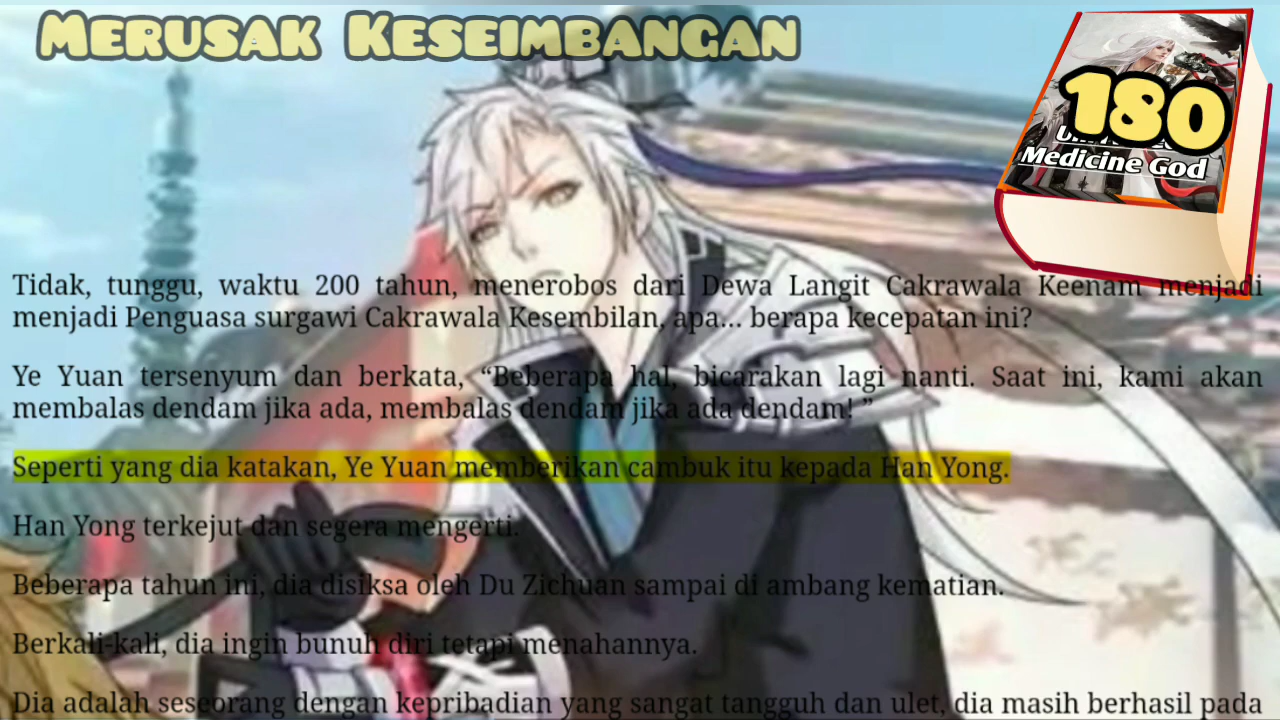 Merusak Keseimbangan
180
Medicine God
Tidak, tunggu, waktu 200 tahun, menerobos dari Dewa Langit Cakrawala Keenam menjadi
menjadi Penguasa surgawi Cakrawala Kesembilan, apa... berapa kecepatan ini?
Ye Yuan tersenyum dan berkata, “Beberapa hal, bicarakan lagi nanti. Saat ini, kami akan
membalas dendam jika ada, membalas dendam jika ada dendam! ”
Seperti yang dia katakan, Ye Yuan memberikan cambuk itu kepada Han Yong.
Han Yong terkejut dan segera mengerti.
Beberapa tahun ini, dia disiksa oleh Du Zichuan sampai di ambang kematian.
Berkali-kali, dia ingin bunuh diri tetapi menahannya.
Dia adalah seseorang dengan kepribadian yang sangat tangguh dan ulet, dia masih berhasil pada